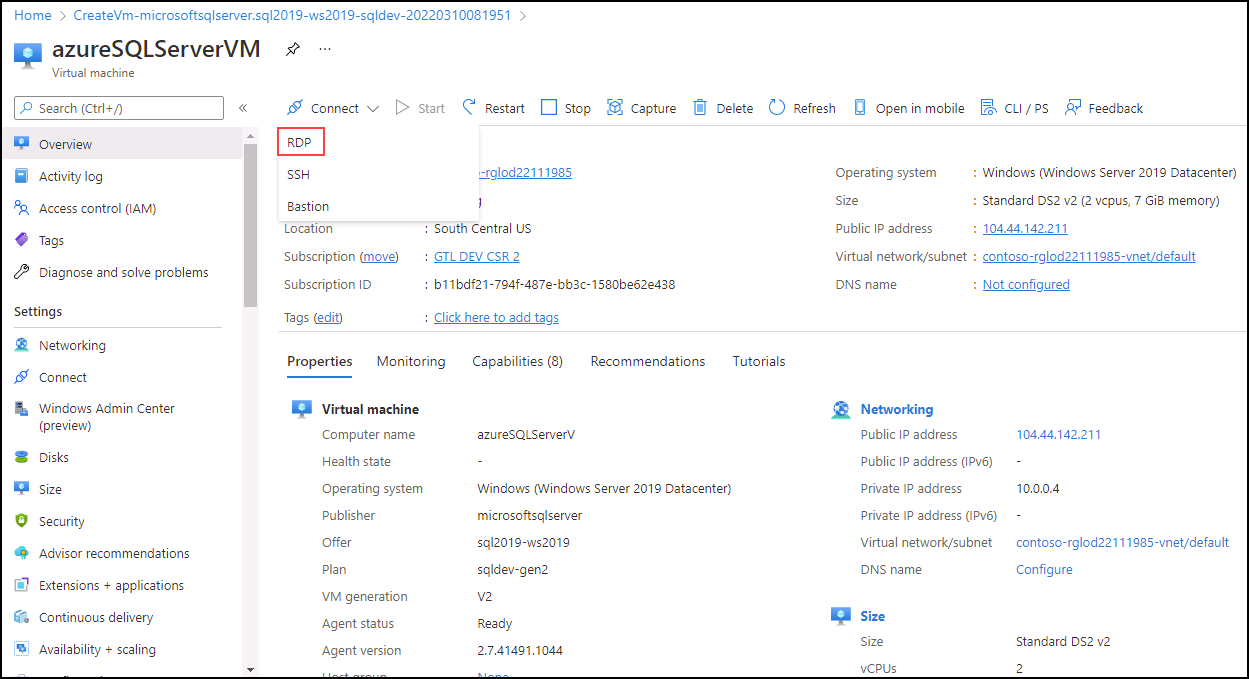 Home > CreateVm-microsoftsqlserver.sql2019-ws2019-sqldev-20220310081951 >
azureSQLServerVM ...
Virtual machine
Search (Ctrl+/) «
Connect Start Restart Stop Capture Delete Refresh Open in mobile CLI / PS Feedback
RDP
SSH
Bastion
Overview
Activity log
Access control (IAM)
Tags
Diagnose and solve problems
Settings
Networking
Connect
Windows Admin Center
(preview)
Disks
Size
Security
Advisor recommendations
Extensions + applications
Continuous delivery
Availability + scaling
-rglod22111985
Location : South Central US
Subscription (move) : GTL DEV CSR 2
Subscription ID : b11bdf21-794f-487e-bb3c-1580be62e438
Tags (edit) : Click here to add tags
Operating system : Windows (Windows Server 2019 Datacenter)
Size : Standard DS2 v2 (2 vcpus, 7 GiB memory)
Public IP address : 104.44.142.211
Virtual network/subnet : contoso-rglod22111985-vnet/default
DNS name : Not configured
Properties Monitoring Capabilities (8) Recommendations Tutorials
Virtual machine
Computer name azureSQLServerV
Health state -
Operating system Windows (Windows Server 2019 Datacenter)
Publisher microsoftsqlserver
Offer sql2019-ws2019
Plan sqldev-gen2
VM generation V2
Agent status Ready
Agent version 2.7.41491.1044
Host group None
Networking
Public IP address 104.44.142.211
Public IP address (IPv6) -
Private IP address 10.0.0.4
Private IP address (IPv6) -
Virtual network/subnet contoso-rglod22111985-vnet/default
DNS name Configure
Size
Size Standard DS2 v2
vCPUs 2